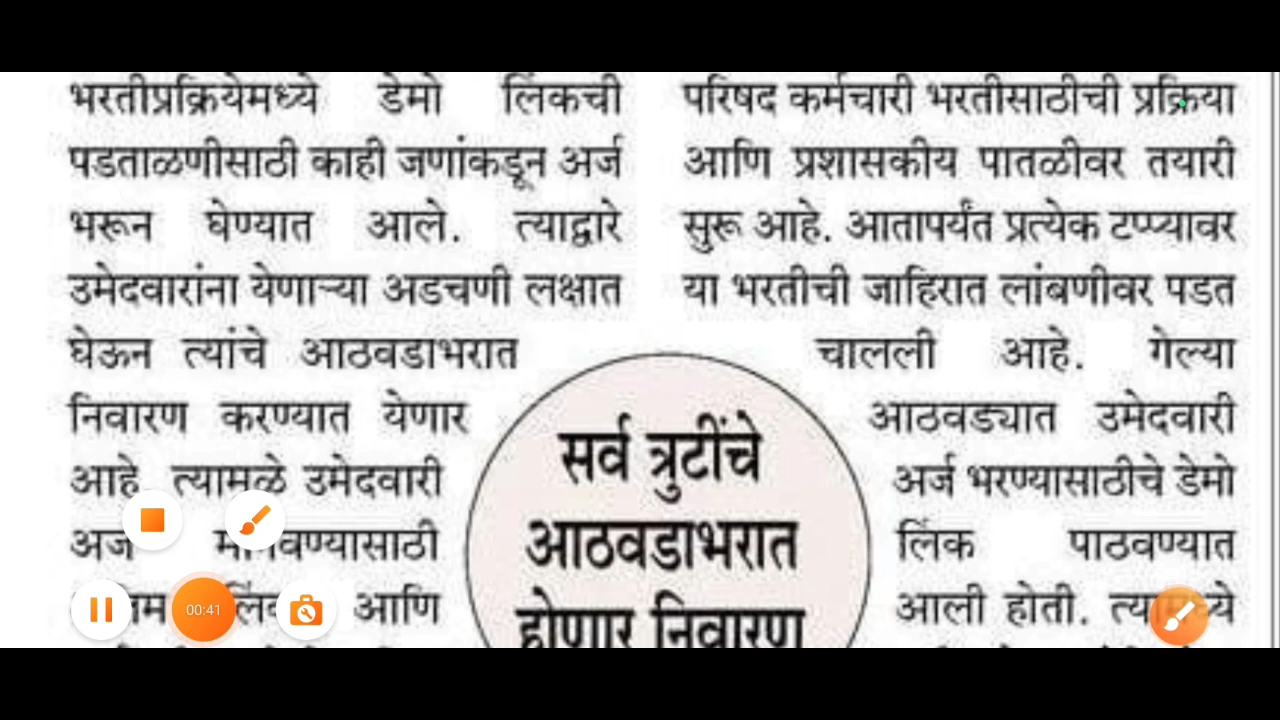 भरतीप्रक्रियेमध्ये डेमो लिंकची
पडताळणीसाठी काही जणांकडून अर्ज
भरून घेण्यात आले. त्याद्वारे
उमेदवारांना येणाऱ्या अडचणी लक्षात
घेऊन त्यांचे आठवडाभरात
निवारण करण्यात येणार
आहे त्यामुळे उमेदवारी
अर्ज
आणि
सर्व त्रुटींचे
आठवडाभरात
होणार निवारण
परिषद कर्मचारी भरतीसाठीची प्रक्रिया
आणि प्रशासकीय पातळीवर तयारी
सुरू आहे. आतापर्यंत प्रत्येक टप्प्यावर
या भरतीची जाहिरात लांबणीवर पडत
चालली आहे. गेल्या
आठवड्यात उमेदवारी
अर्ज भरण्यासाठीचे डेमो
लिंक पाठवण्यात
आली होती.
00:41